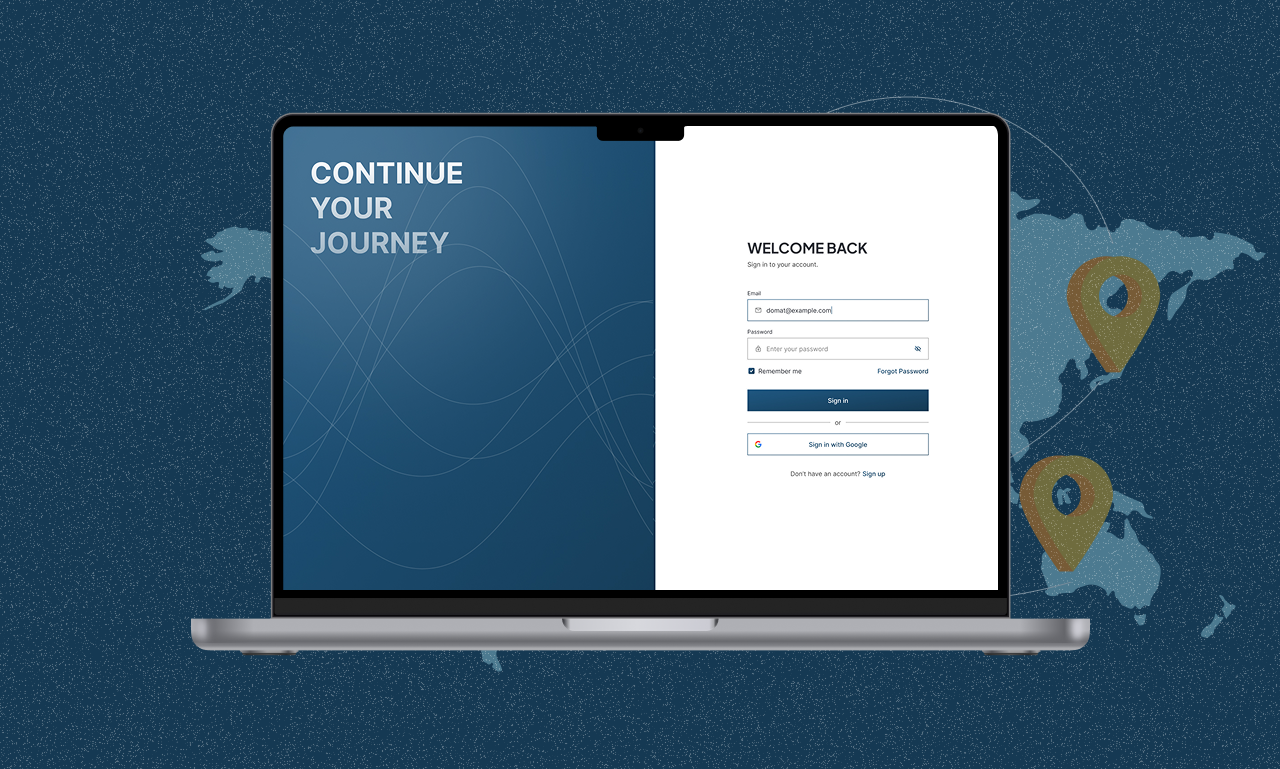 CONTINUE
YOUR
JOURNEY
WELCOME BACK
Sign in to your account.
Email
domat@example.com
Password
Enter your password
Remember me
Forgot Password
Sign in
or
Sign in with Google
Don't have an account? Sign up